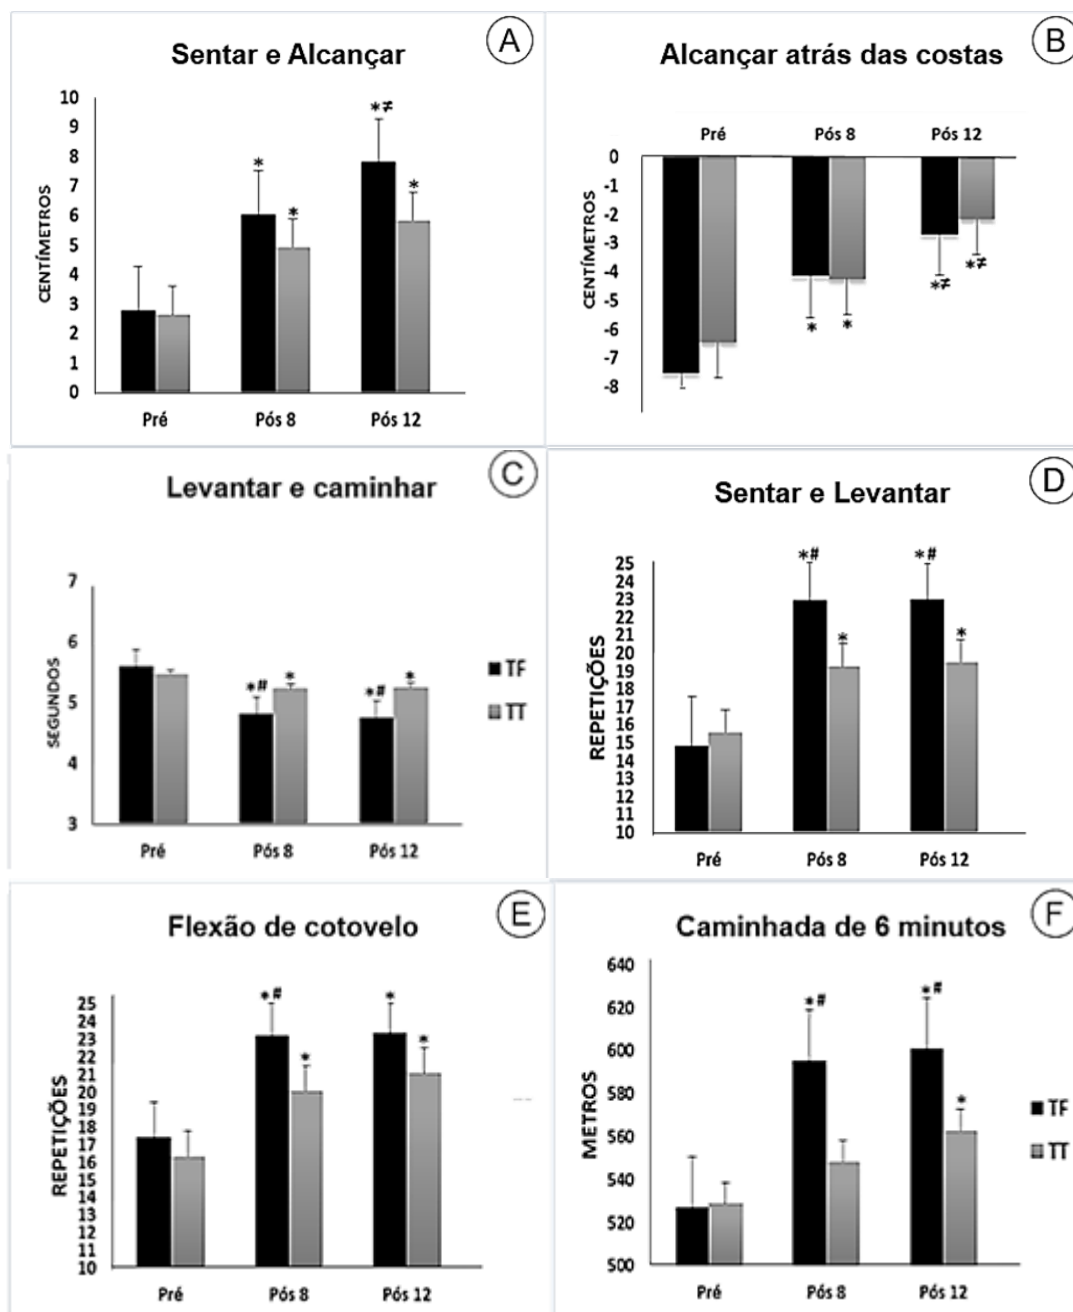 A
Sentar e Alcançar
CENTÍMETROS
10
9
8
7
6
5
4
3
2
1
0
*
*
*≠
*
Pré
Pós 8
Pós 12
B
Alcançar atrás das costas
CENTÍMETROS
Pré
Pós 8
Pós 12
0
-1
-2
-3
-4
-5
-6
-7
-8
*
*
*≠
*≠
C
Levantar e caminhar
SEGUNDOS
7
6
5
4
3
*#
*
*#
*
TF
TT
Pré
Pós 8
Pós 12
D
Sentar e Levantar
REPETIÇÕES
25
24
23
22
21
20
19
18
17
16
15
14
13
12
11
10
*#
*
*#
*
Pré
Pós 8
Pós 12
E
Flexão de cotovelo
REPETIÇÕES
25
24
23
22
21
20
19
18
17
16
15
14
13
12
11
10
*#
*
*
*
Pré
Pós 8
Pós 12
F
Caminhada de 6 minutos
METROS
640
620
600
580
560
540
520
500
*#
*#
*
TF
TT
Pré
Pós 8
Pós 12